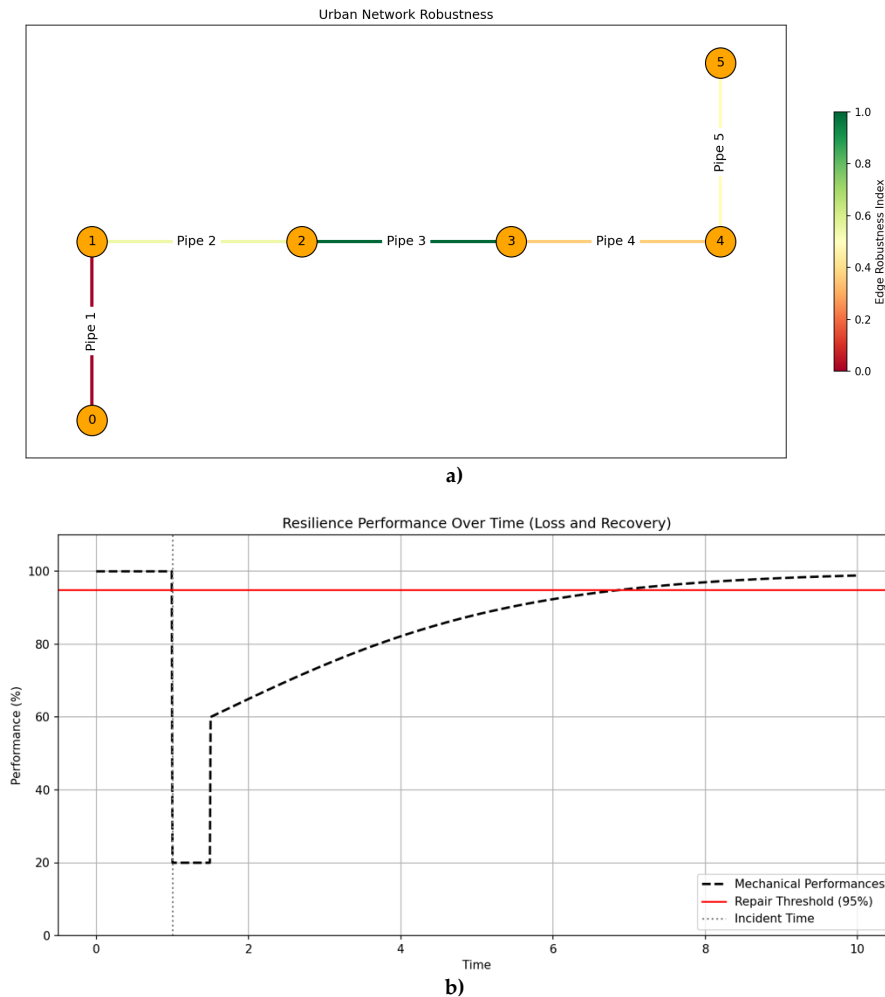 Urban Network Robustness
5
Pipe 5
1
Pipe 2
2
Pipe 3
3
Pipe 4
4
Pipe 1
0
1.0
0.8
0.6
0.4
0.2
0.0
Edge Robustness Index
a)
Resilience Performance Over Time (Loss and Recovery)
100
80
60
40
20
0
Performance (%)
0
2
4
6
8
10
Time
Mechanical Performances
Repair Threshold (95%)
Incident Time
b)